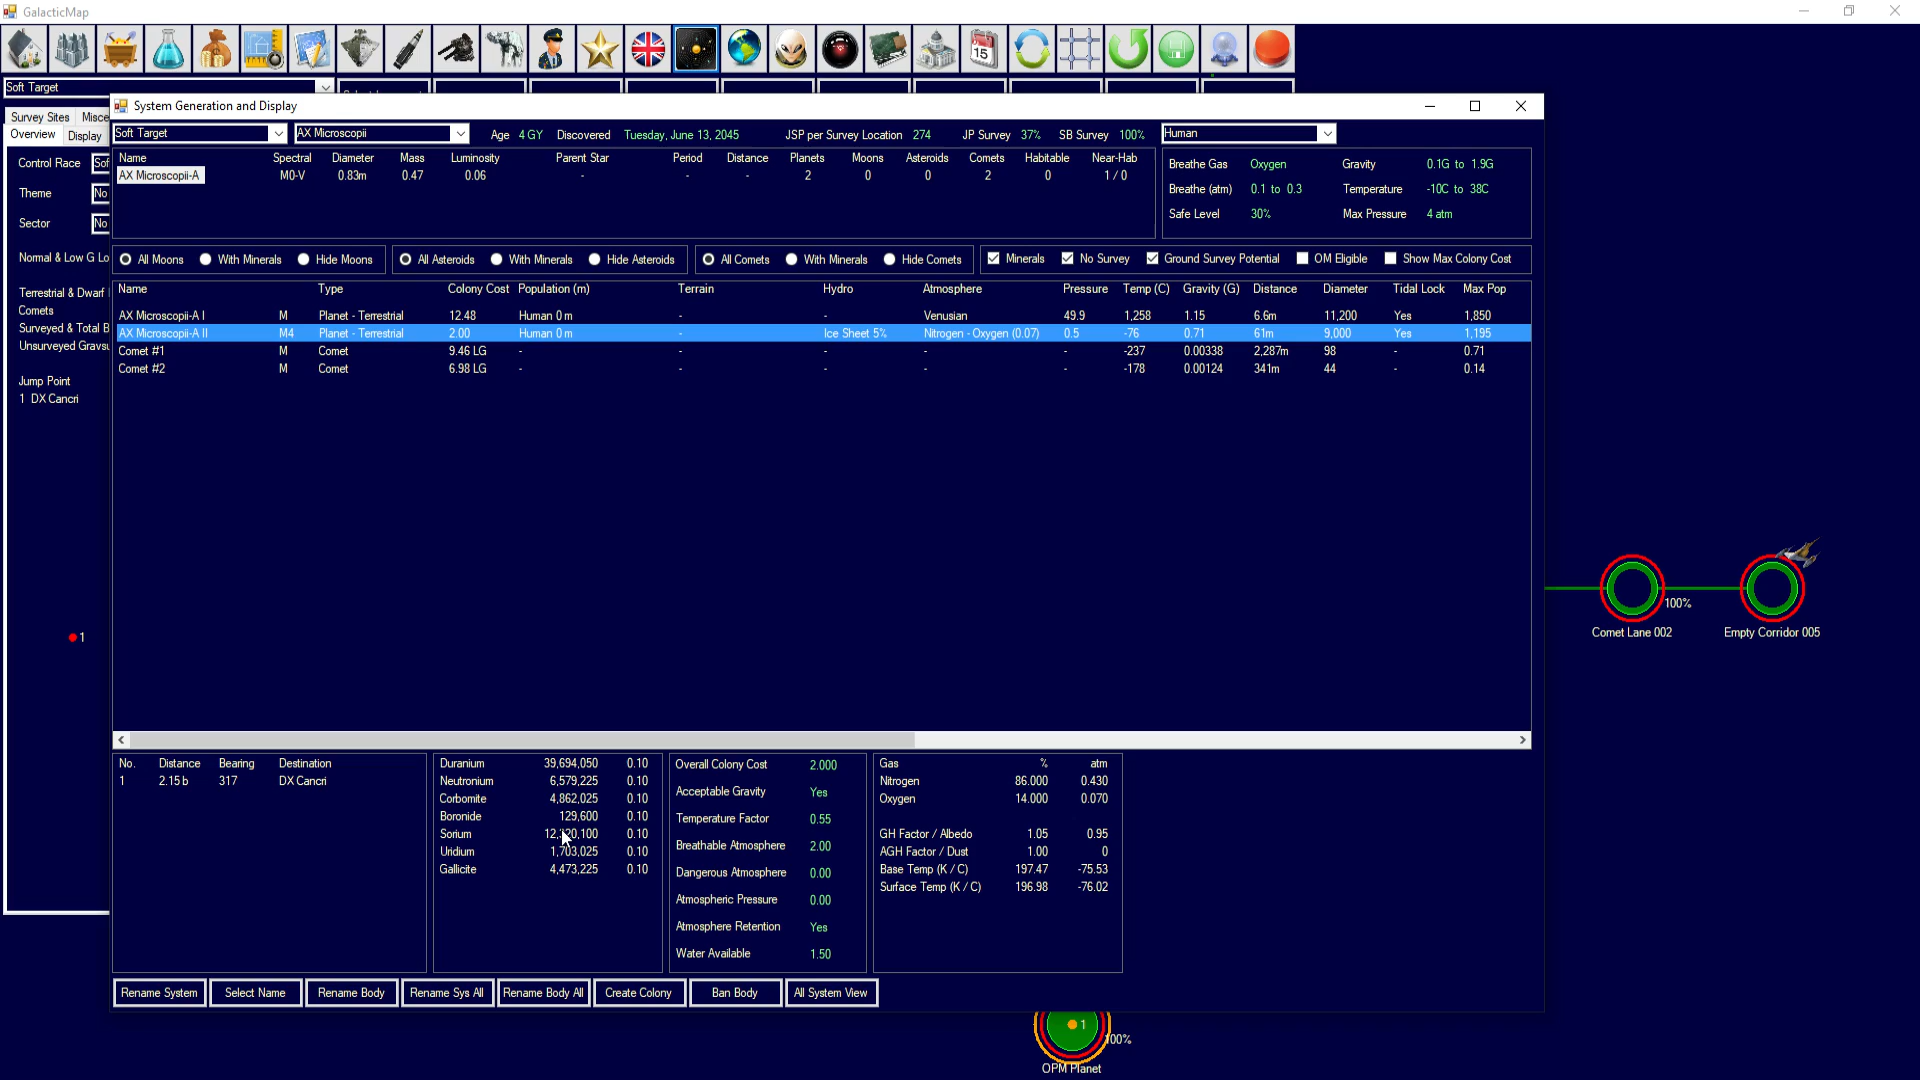 GalacticMap
15
Soft Target
System Generation and Display
Survey Sites Misce
Overview Display
Control Race Sof
Theme No
Sector No
Normal & Low G Lo
Terrestrial & Dwarf
Comets
Surveyed & Total B
Unsurveyed Gravsu
Jump Point
1 DX Cancri
1
Soft Target AX Microscopii Age 4 GY Discovered Tuesday, June 13, 2045 JSP per Survey Location 274 JP Survey 37% SB Survey 100% Human
Name Spectral Diameter Mass Luminosity Parent Star Period Distance Planets Moons Asteroids Comets Habitable Near-Hab
AX Microscopii-A M0-V 0.83m 0.47 0.06 - - - 2 0 0 2 0 1 / 0
Breathe Gas Oxygen Gravity 0.1G to 1.9G
Breathe (atm) 0.1 to 0.3 Temperature -10C to 38C
Safe Level 30% Max Pressure 4 atm
All Moons With Minerals Hide Moons All Asteroids With Minerals Hide Asteroids All Comets With Minerals Hide Comets Minerals No Survey Ground Survey Potential OM Eligible Show Max Colony Cost
Name Type Colony Cost Population (m) Terrain Hydro Atmosphere Pressure Temp (C) Gravity (G) Distance Diameter Tidal Lock Max Pop
AX Microscopii-A I M Planet - Terrestrial 12.48 Human 0 m - - Venusian 49.9 1,258 1.15 6.6m 11,200 Yes 1,850
AX Microscopii-A II M4 Planet - Terrestrial 2.00 Human 0 m - Ice Sheet 5% Nitrogen - Oxygen (0.07) 0.5 -76 0.71 61m 9,000 Yes 1,195
Comet #1 M Comet 9.46 LG - - - - - -237 0.00338 2,287m 98 - 0.71
Comet #2 M Comet 6.98 LG - - - - - -178 0.00124 341m 44 - 0.14
No. Distance Bearing Destination
1 2.15 b 317 DX Cancri
Duranium 39,694,050 0.10
Neutronium 6,579,225 0.10
Corbomite 4,862,025 0.10
Boronide 129,600 0.10
Sorium 0.10
Uridium 1,703,025 0.10
Gallicite 4,473,225 0.10
Overall Colony Cost 2.000
Acceptable Gravity Yes
Temperature Factor 0.55
Breathable Atmosphere 2.00
Dangerous Atmosphere 0.00
Atmospheric Pressure 0.00
Atmosphere Retention Yes
Water Available 1.50
Gas % atm
Nitrogen 86.000 0.430
Oxygen 14.000 0.070
GH Factor / Albedo 1.05 0.95
AGH Factor / Dust 1.00 0
Base Temp (K / C) 197.47 -75.53
Surface Temp (K / C) 196.98 -76.02
Rename System Select Name Rename Body Rename Sys All Rename Body All Create Colony Ban Body All System View
100%
Comet Lane 002 Empty Corridor 005
1
100%
OPM Planet